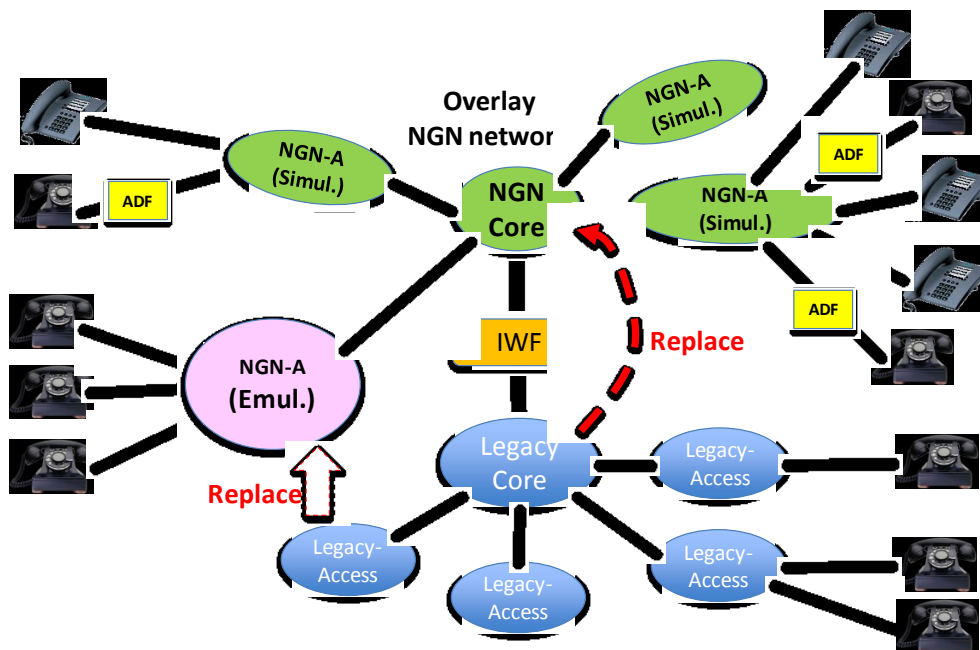 Overlay
NGN network
NGN-A
(Simul.)
NGN-A
(Simul.)
ADF
NGN
Core
NGN-A
(Simul.)
ADF
ADF
NGN-A
(Emul.)
IWF
Replace
Legacy
Core
Legacy-
Access
Replace
Legacy-
Access
Legacy-
Access
Legacy-
Access